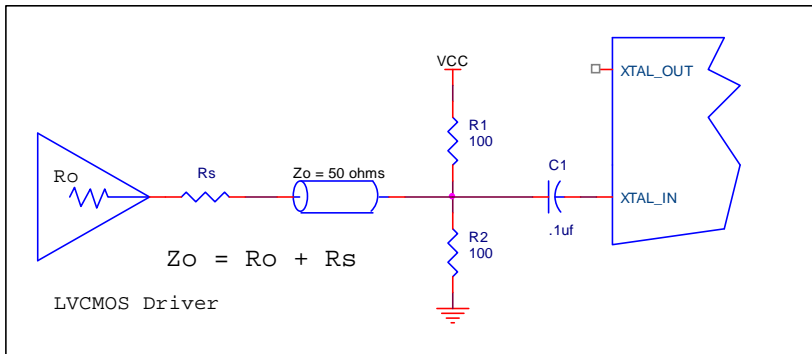 VCC
XTAL_OUT
R1
100
Ro
Rs
Zo = 50 ohms
C1
XTAL_IN
.1uf
R2
100
Zo = Ro + Rs
LVCMOS Driver